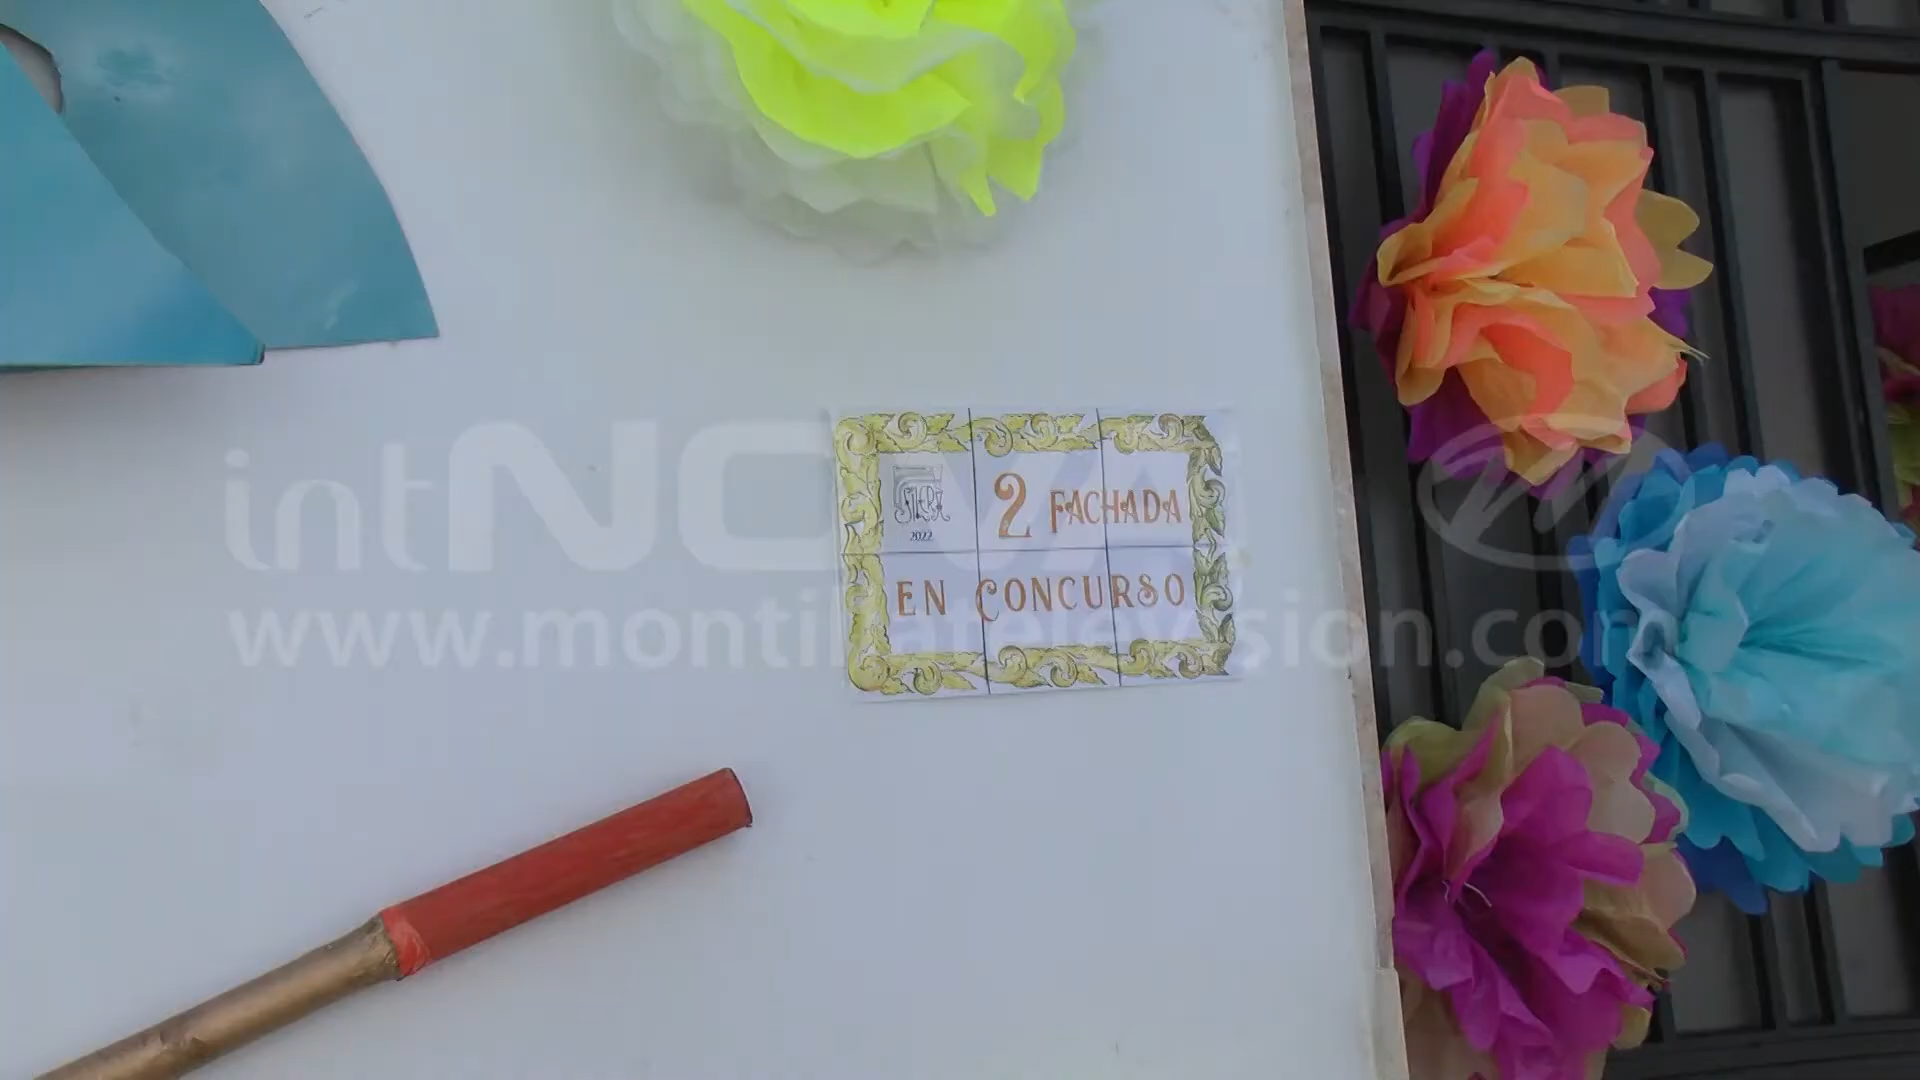 2 FACHADA
2022
EN CONCURSO
intNOVA
www.montillatelevision.com